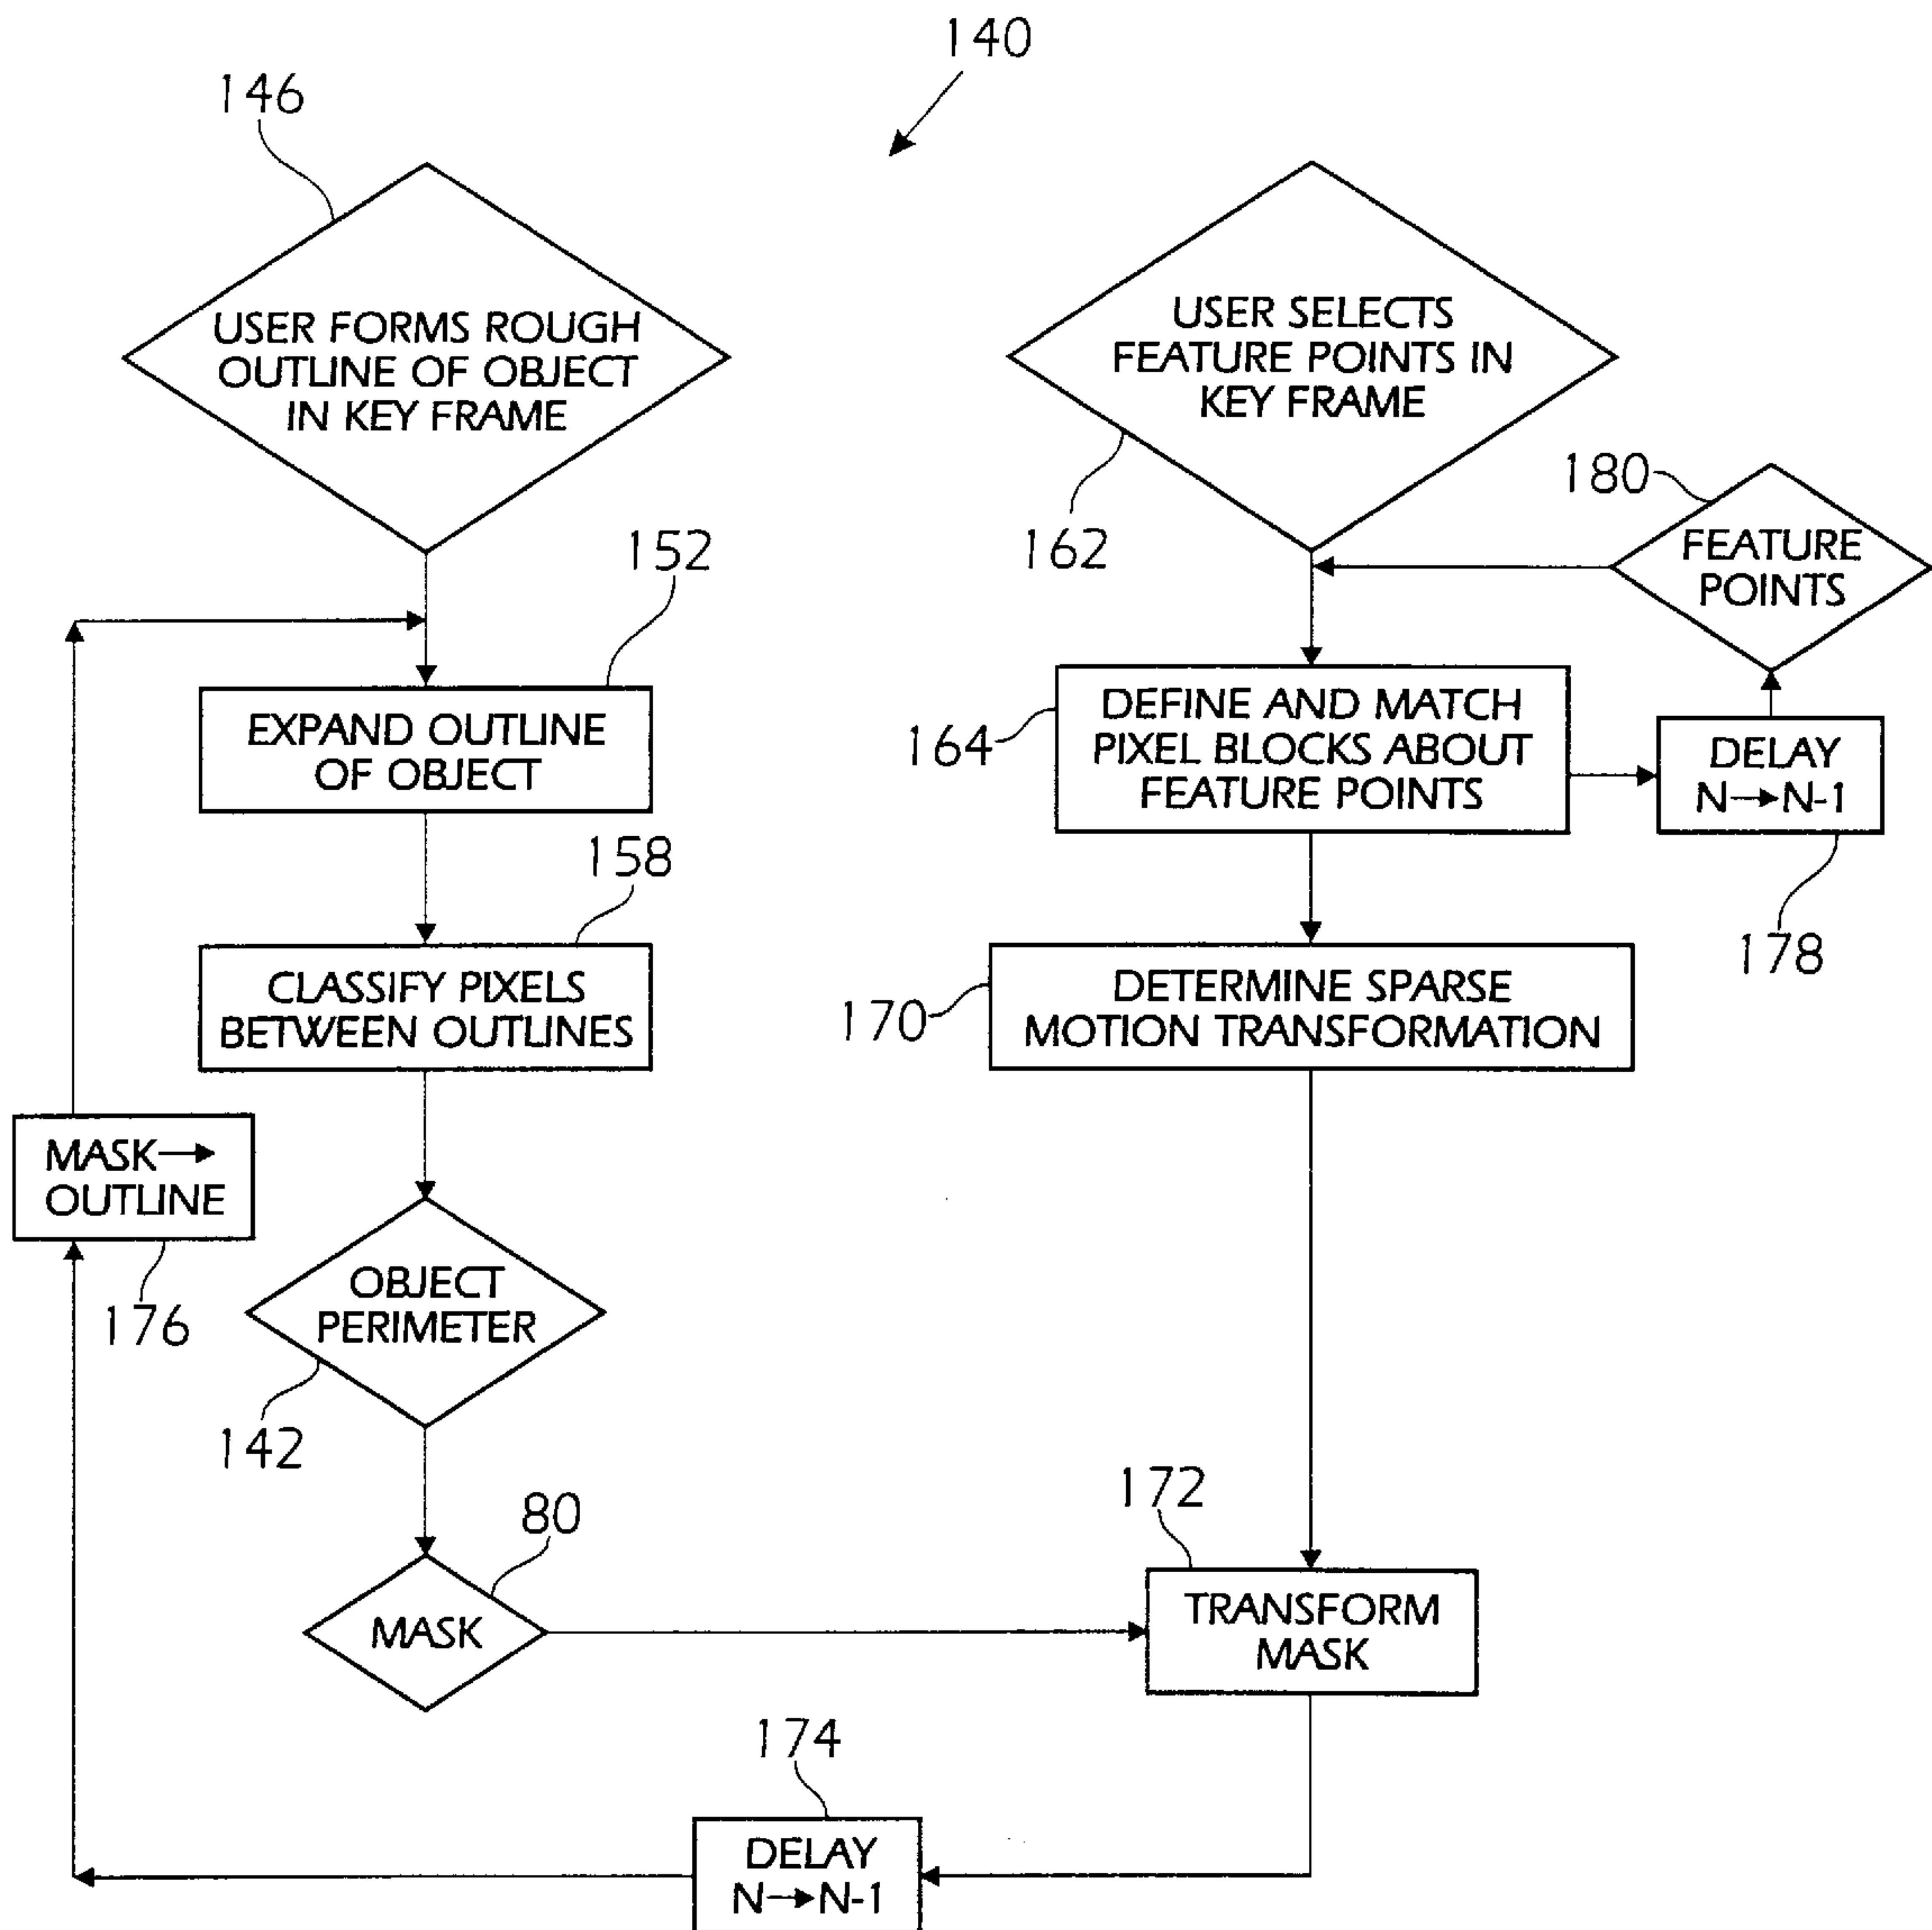 140
146
USER FORMS ROUGH
OUTLINE OF OBJECT
IN KEY FRAME
USER SELECTS
FEATURE POINTS IN
KEY FRAME
162
180
FEATURE
POINTS
152
EXPAND OUTLINE
OF OBJECT
164
DEFINE AND MATCH
PIXEL BLOCKS ABOUT
FEATURE POINTS
DELAY
N→N-1
178
158
CLASSIFY PIXELS
BETWEEN OUTLINES
170
DETERMINE SPARSE
MOTION TRANSFORMATION
MASK→
OUTLINE
176
OBJECT
PERIMETER
142
80
MASK
172
TRANSFORM
MASK
174
DELAY
N→N-1